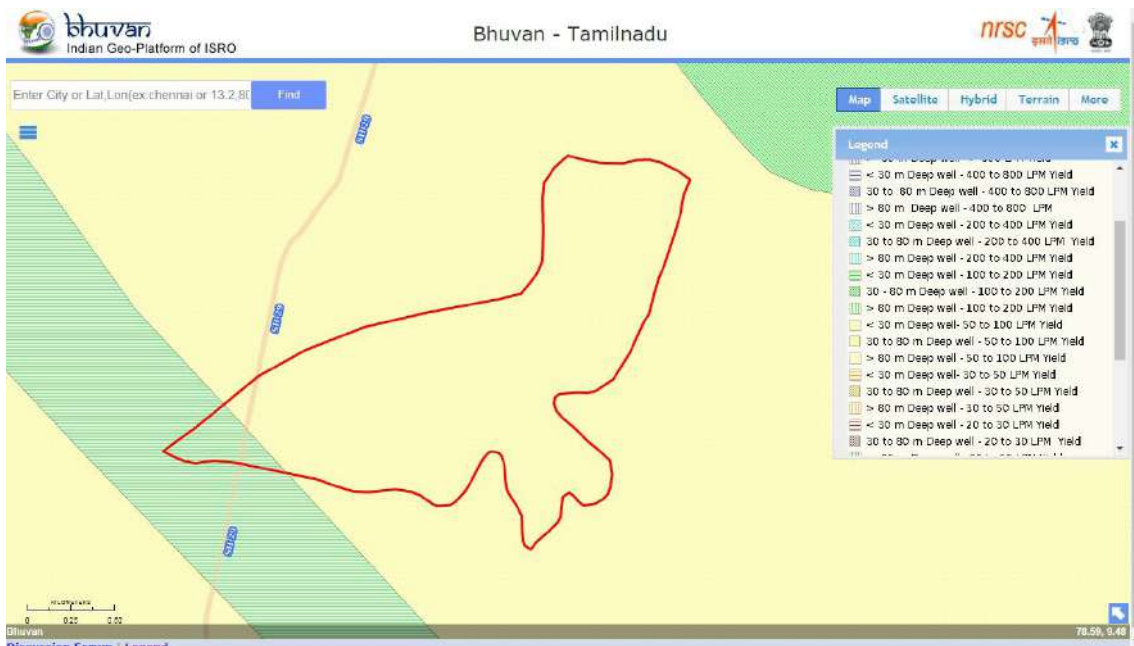 bhuvan
Indian Geo-Platform of ISRO
Bhuvan - Tamilnadu
nrsc
इसरो isro
Enter City or Lat,Lon(ex:chennai or 13.2,80
Find
Map Satellite Hybrid Terrain More
Legend
< 30 m Deep well - 400 to 800 LPM Yield
30 to 80 m Deep well - 400 to 800 LPM Yield
> 80 m Deep well - 400 to 800 LPM
< 30 m Deep well - 200 to 400 LPM Yield
30 to 80 m Deep well - 200 to 400 LPM Yield
> 80 m Deep well - 200 to 400 LPM Yield
< 30 m Deep well - 100 to 200 LPM Yield
30 - 80 m Deep well - 100 to 200 LPM Yield
> 80 m Deep well - 100 to 200 LPM Yield
< 30 m Deep well- 50 to 100 LPM Yield
30 to 80 m Deep well - 50 to 100 LPM Yield
> 80 m Deep well - 50 to 100 LPM Yield
< 30 m Deep well- 30 to 50 LPM Yield
30 to 80 m Deep well - 30 to 50 LPM Yield
> 80 m Deep well - 30 to 50 LPM Yield
< 30 m Deep well - 20 to 30 LPM Yield
30 to 80 m Deep well - 20 to 30 LPM Yield
KILOMETERS
0 0.25 0.50
Bhuvan
78.59, 9.48
Discussion Forum | Legend